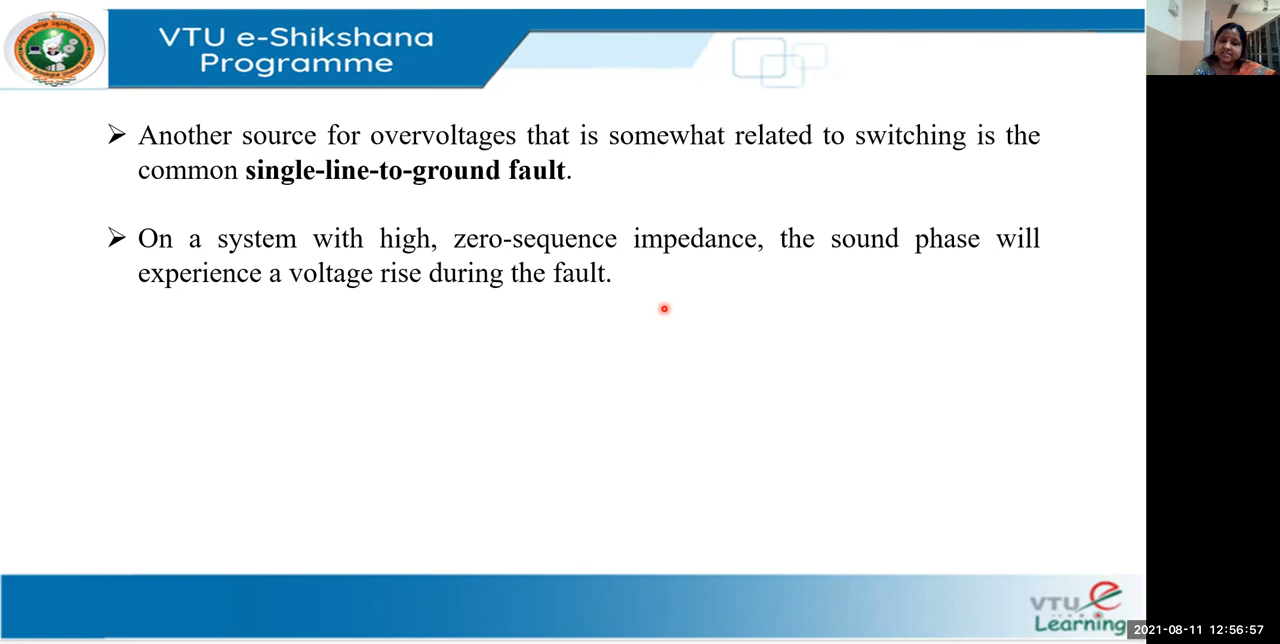 VTU e-Shikshana
Programme
➢ Another source for overvoltages that is somewhat related to switching is the
common single-line-to-ground fault.
➢ On a system with high, zero-sequence impedance, the sound phase will
experience a voltage rise during the fault.
VTU e
Learning
2021-08-11 12:56:57